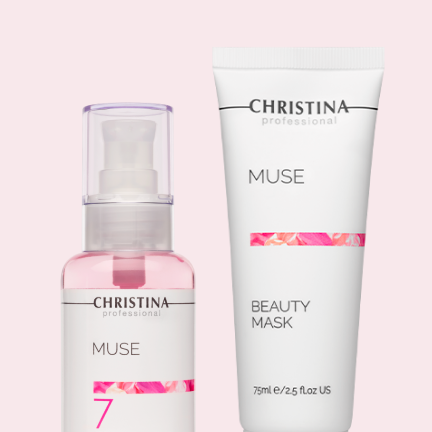 CHRISTINA
professional
MUSE
BEAUTY
MASK
75ml e/2.5 fl.oz US
CHRISTINA
professional
MUSE
7